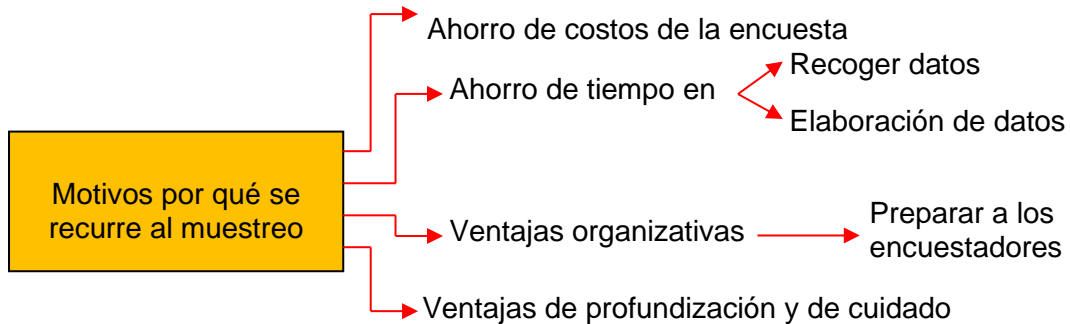 Motivos por qué se
recurre al muestreo
Ahorro de costos de la encuesta
Ahorro de tiempo en
Recoger datos
Elaboración de datos
Ventajas organizativas
Preparar a los
encuestadores
Ventajas de profundización y de cuidado